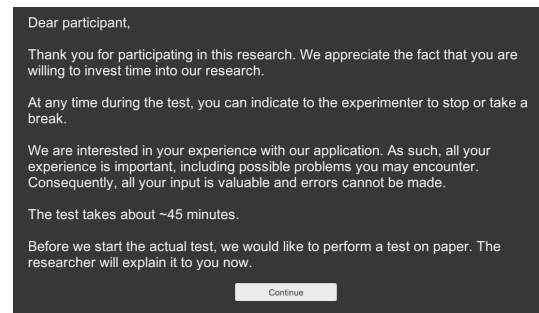 Dear participant,
Thank you for participating in this research. We appreciate the fact that you are
willing to invest time into our research.
At any time during the test, you can indicate to the experimenter to stop or take a
break.
We are interested in your experience with our application. As such, all your
experience is important, including possible problems you may encounter.
Consequently, all your input is valuable and errors cannot be made.
The test takes about ~45 minutes.
Before we start the actual test, we would like to perform a test on paper. The
researcher will explain it to you now.
Continue